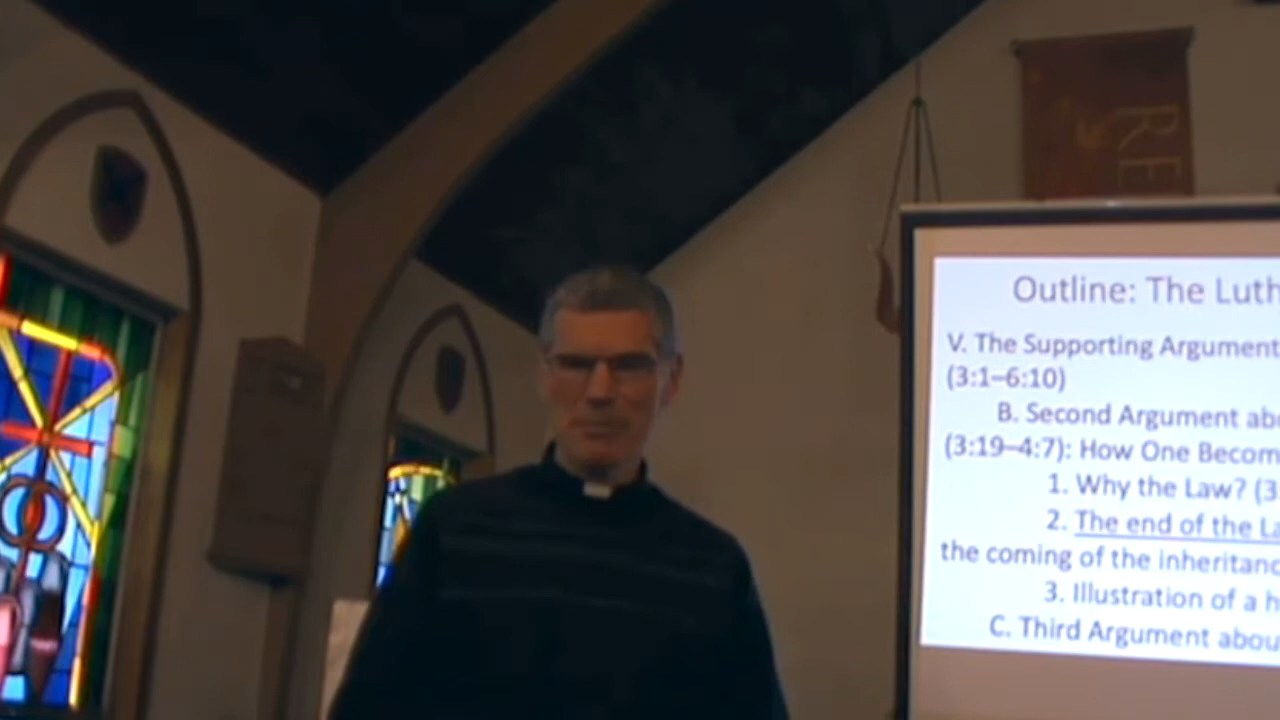 RE
Outline: The Luth
V. The Supporting Argument
(3:1–6:10)
B. Second Argument abo
(3:19–4:7): How One Becom
1. Why the Law? (3
2. The end of the La
the coming of the inheritanc
3. Illustration of a h
C. Third Argument abou